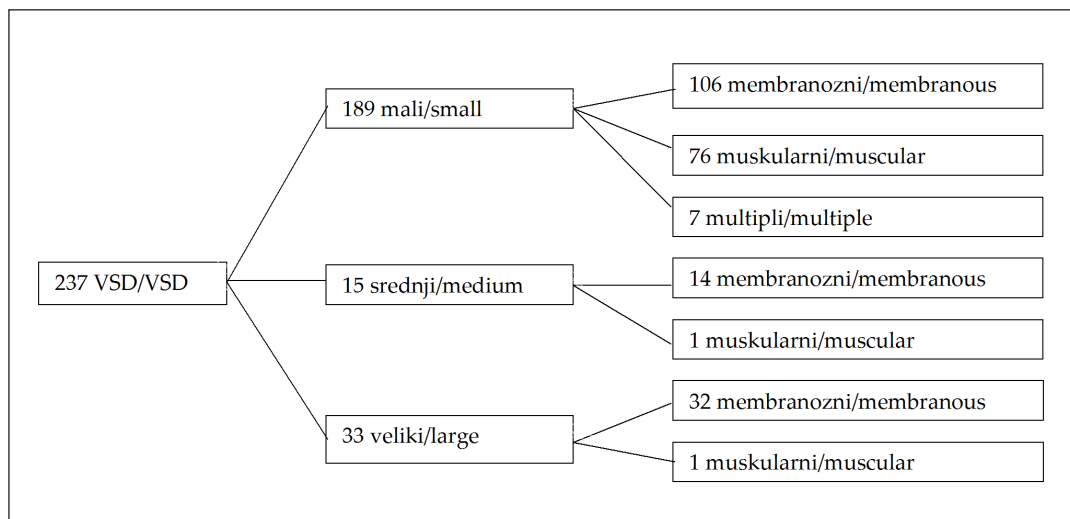 237 VSD/VSD
189 mali/small
106 membranozni/membranous
76 muskularni/muscular
7 multipli/multiple
15 srednji/medium
14 membranozni/membranous
1 muskularni/muscular
33 veliki/large
32 membranozni/membranous
1 muskularni/muscular